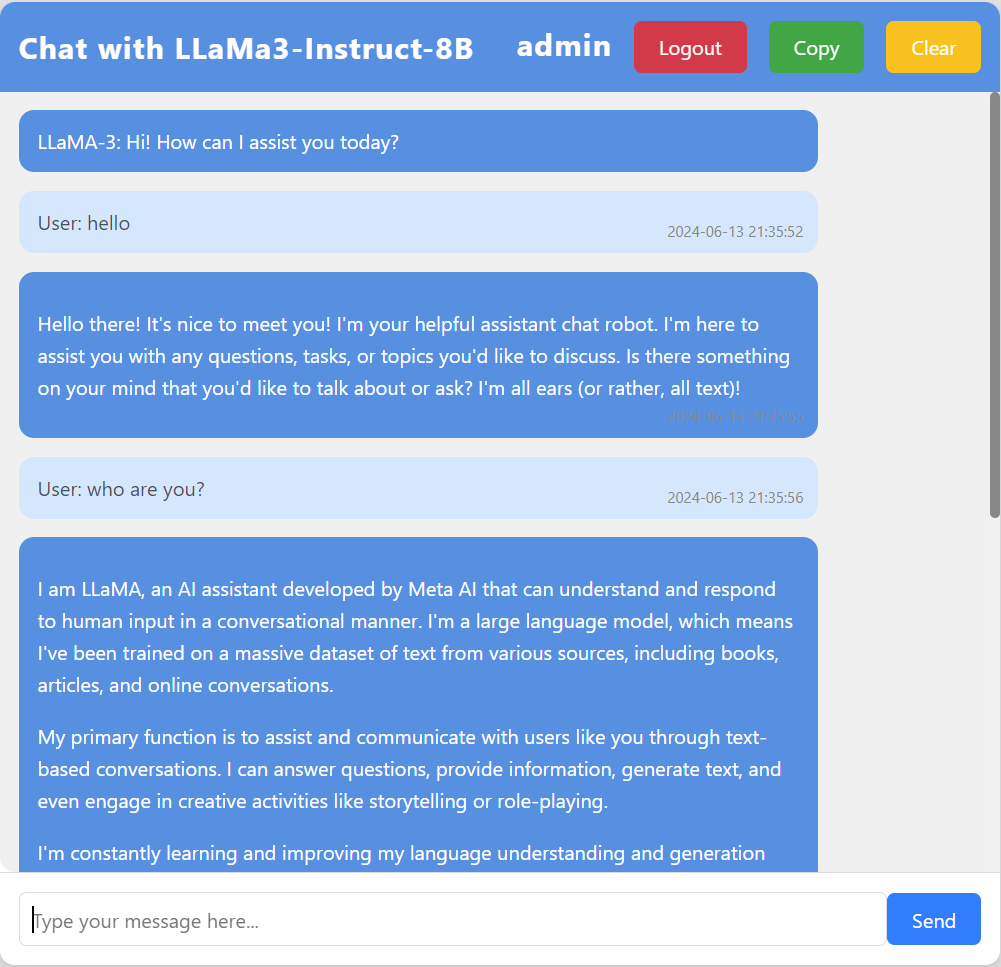 Chat with LLaMa3-Instruct-8B
admin
Logout
Copy
Clear
LLaMA-3: Hi! How can I assist you today?
User: hello
2024-06-13 21:35:52
Hello there! It's nice to meet you! I'm your helpful assistant chat robot. I'm here to
assist you with any questions, tasks, or topics you'd like to discuss. Is there something
on your mind that you'd like to talk about or ask? I'm all ears (or rather, all text)!
2024-06-13
User: who are you?
2024-06-13 21:35:56
I am LLaMA, an AI assistant developed by Meta AI that can understand and respond
to human input in a conversational manner. I'm a large language model, which means
I've been trained on a massive dataset of text from various sources, including books,
articles, and online conversations.
My primary function is to assist and communicate with users like you through text-
based conversations. I can answer questions, provide information, generate text, and
even engage in creative activities like storytelling or role-playing.
I'm constantly learning and improving my language understanding and generation
Type your message here...
Send